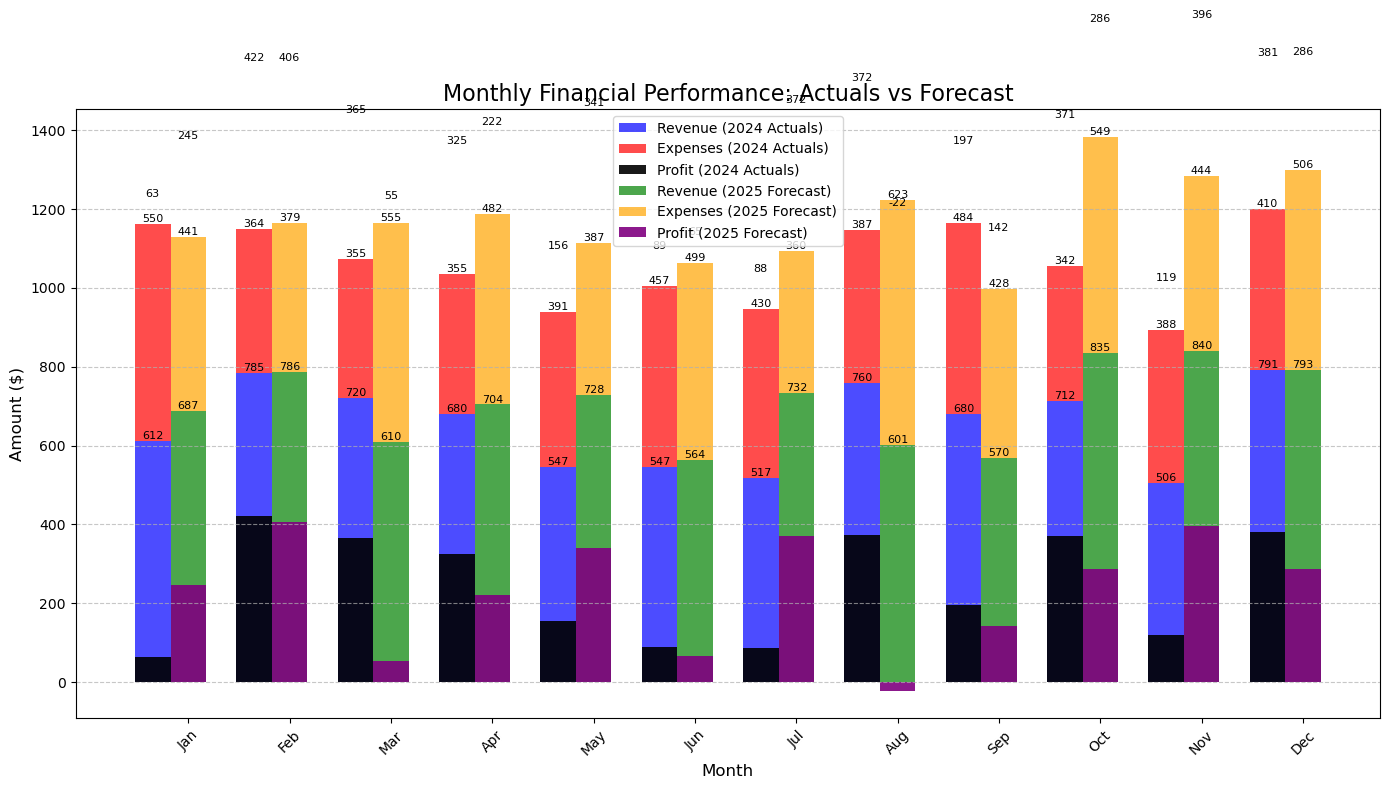 286 396
422 406 381 286
372
Monthly Financial Performance: Actuals vs Forecast
365 341 372
245 325 222 197 371
Revenue (2024 Actuals)
Expenses (2024 Actuals)
Profit (2024 Actuals)
Revenue (2025 Forecast)
Expenses (2025 Forecast)
Profit (2025 Forecast)
63 55 -22 142
156 89 88 119
550 441 364 379 355 555 355 482 391 387 457 499 430 360 387 623 484 428 342 549 388 444 410 506
612 687 785 786 720 610 680 704 547 728 547 564 517 732 760 601 680 570 712 835 506 840 791 793
1400
1200
1000
800
600
400
200
0
Amount ($)
Jan Feb Mar Apr May Jun Jul Aug Sep Oct Nov Dec
Month